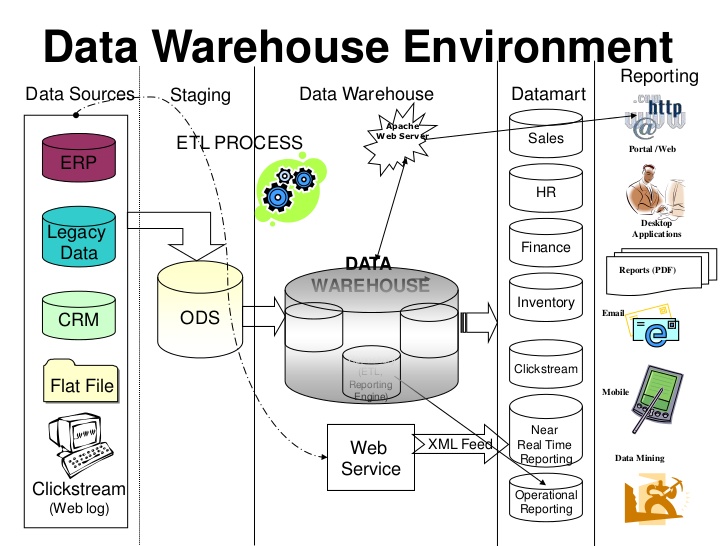 Data Warehouse Environment
Data Sources
Staging
Data Warehouse
Datamart
Reporting
ERP
Legacy
Data
CRM
Flat File
Clickstream
(Web log)
ETL PROCESS
ODS
Apache
Web Server
DATA
WAREHOUSE
(ETL,
Reporting
Engine)
Web
Service
XML Feed
Sales
HR
Finance
Inventory
Clickstream
Near
Real Time
Reporting
Operational
Reporting
.com
http
www
@
Portal /Web
Desktop
Applications
Reports (PDF)
Email
e
Mobile
Data Mining